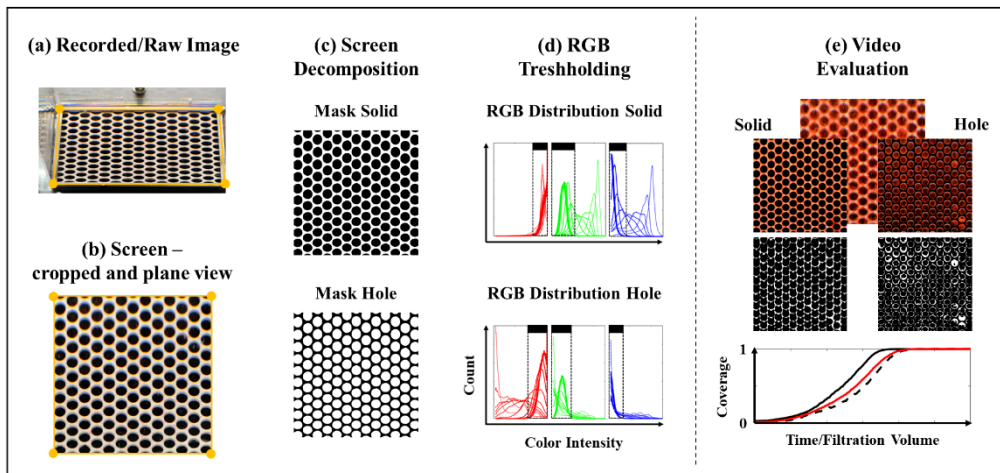 (a) Recorded/Raw Image
(b) Screen –
cropped and plane view
(c) Screen
Decomposition
Mask Solid
Mask Hole
(d) RGB
Treshholding
RGB Distribution Solid
RGB Distribution Hole
Count
Color Intensity
(e) Video
Evaluation
Solid
Hole
1
Coverage
0
Time/Filtration Volume